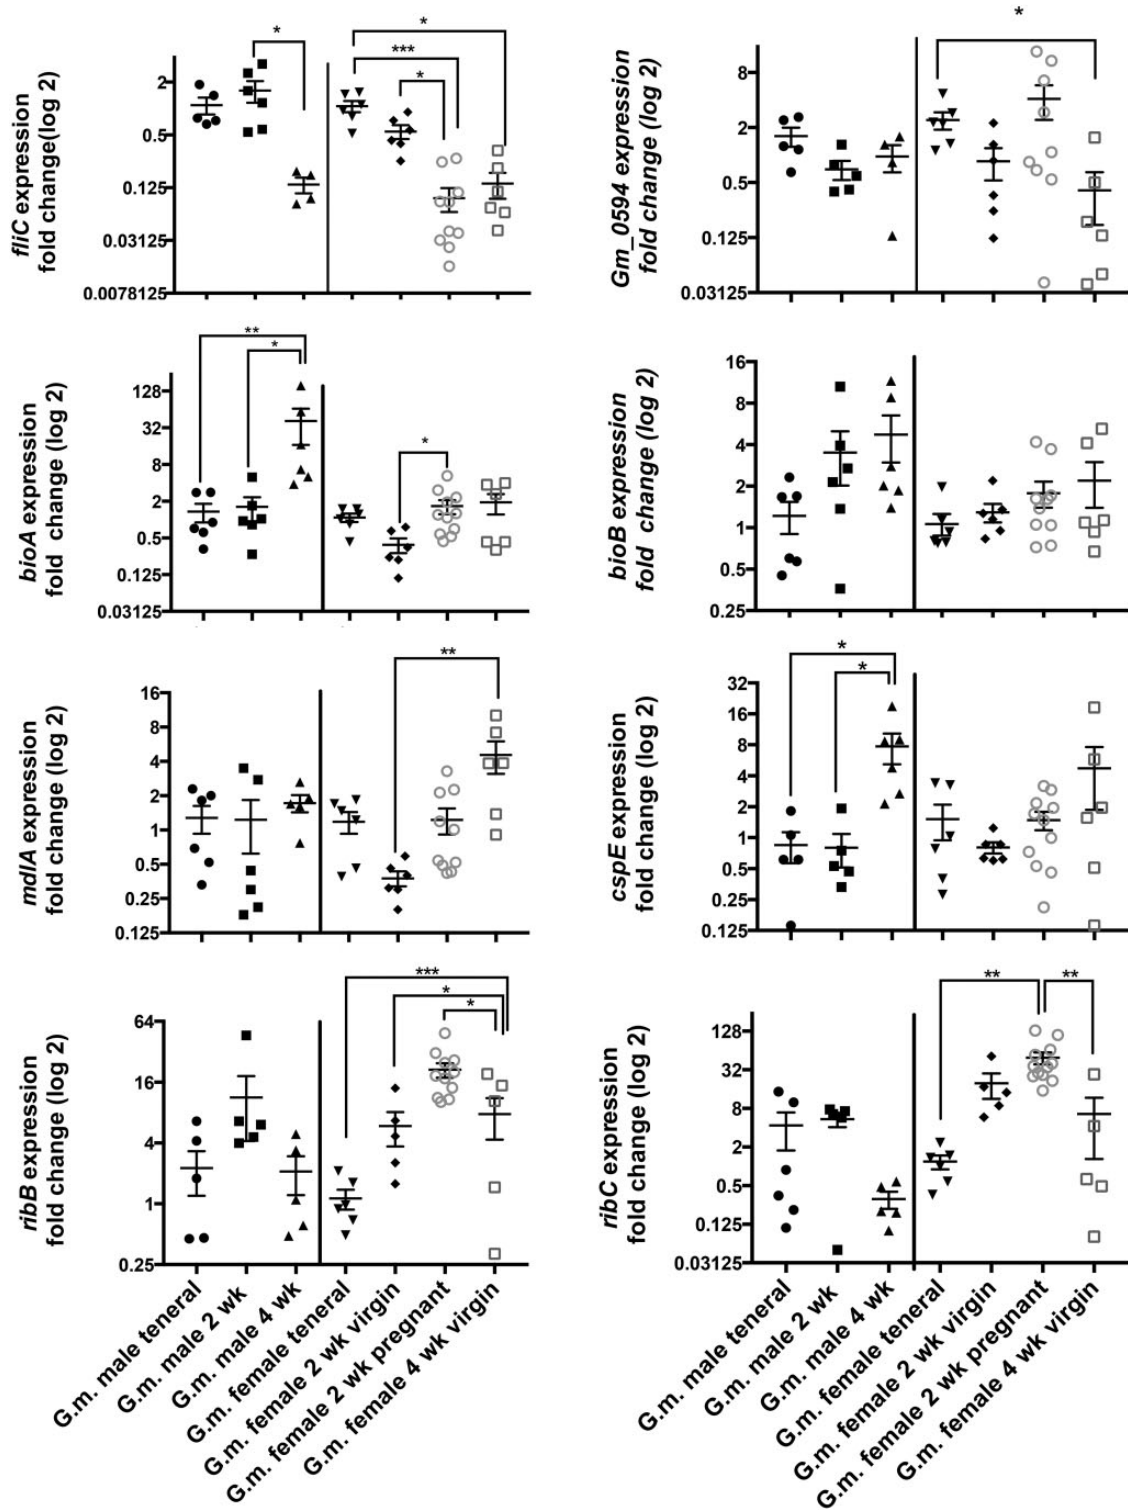 fliC expression
fold change(log 2)
2
0.5
0.125
0.03125
0.0078125
*
*
***
*
Gm_0594 expression
fold change (log 2)
8
2
0.5
0.125
0.03125
*
bioA expression
fold change (log 2)
128
32
8
2
0.5
0.125
0.03125
**
*
*
bioB expression
fold change (log 2)
16
8
4
2
1
0.5
0.25
mdlA expression
fold change (log 2)
16
8
4
2
1
0.5
0.25
0.125
**
cspE expression
fold change (log 2)
32
16
8
4
2
1
0.5
0.25
0.125
*
*
ribB expression
fold change (log 2)
64
16
4
1
0.25
***
*
*
ribC expression
fold change (log 2)
128
32
8
2
0.5
0.125
0.03125
**
**
G.m. male teneral
G.m. male 2 wk
G.m. male 4 wk
G.m. female teneral
G.m. female 2 wk virgin
G.m. female 2 wk pregnant
G.m. female 4 wk virgin
G.m. male teneral
G.m. male 2 wk
G.m. male 4 wk
G.m. female teneral
G.m. female 2 wk virgin
G.m. female 2 wk pregnant
G.m. female 4 wk virgin